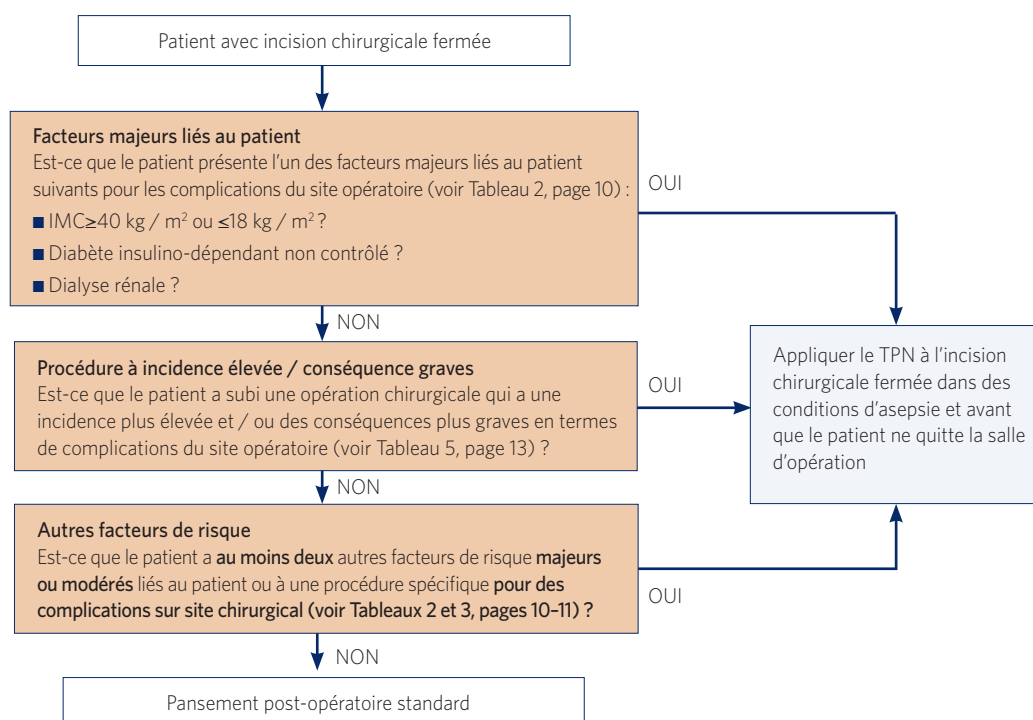 Patient avec incision chirurgicale fermée
Facteurs majeurs liés au patient
Est-ce que le patient présente l'un des facteurs majeurs liés au patient
suivants pour les complications du site opératoire (voir Tableau 2, page 10) :
■ IMC≥40 kg / m² ou ≤18 kg / m² ?
■ Diabète insulino-dépendant non contrôlé ?
■ Dialyse rénale ?
OUI
NON
Procédure à incidence élevée / conséquence graves
Est-ce que le patient a subi une opération chirurgicale qui a une
incidence plus élevée et / ou des conséquences plus graves en termes
de complications du site opératoire (voir Tableau 5, page 13) ?
OUI
NON
Autres facteurs de risque
Est-ce que le patient a au moins deux autres facteurs de risque majeurs
ou modérés liés au patient ou à une procédure spécifique pour des
complications sur site chirurgical (voir Tableaux 2 et 3, pages 10–11) ?
OUI
NON
Pansement post-opératoire standard
Appliquer le TPN à l'incision
chirurgicale fermée dans des
conditions d'asepsie et avant
que le patient ne quitte la salle
d'opération